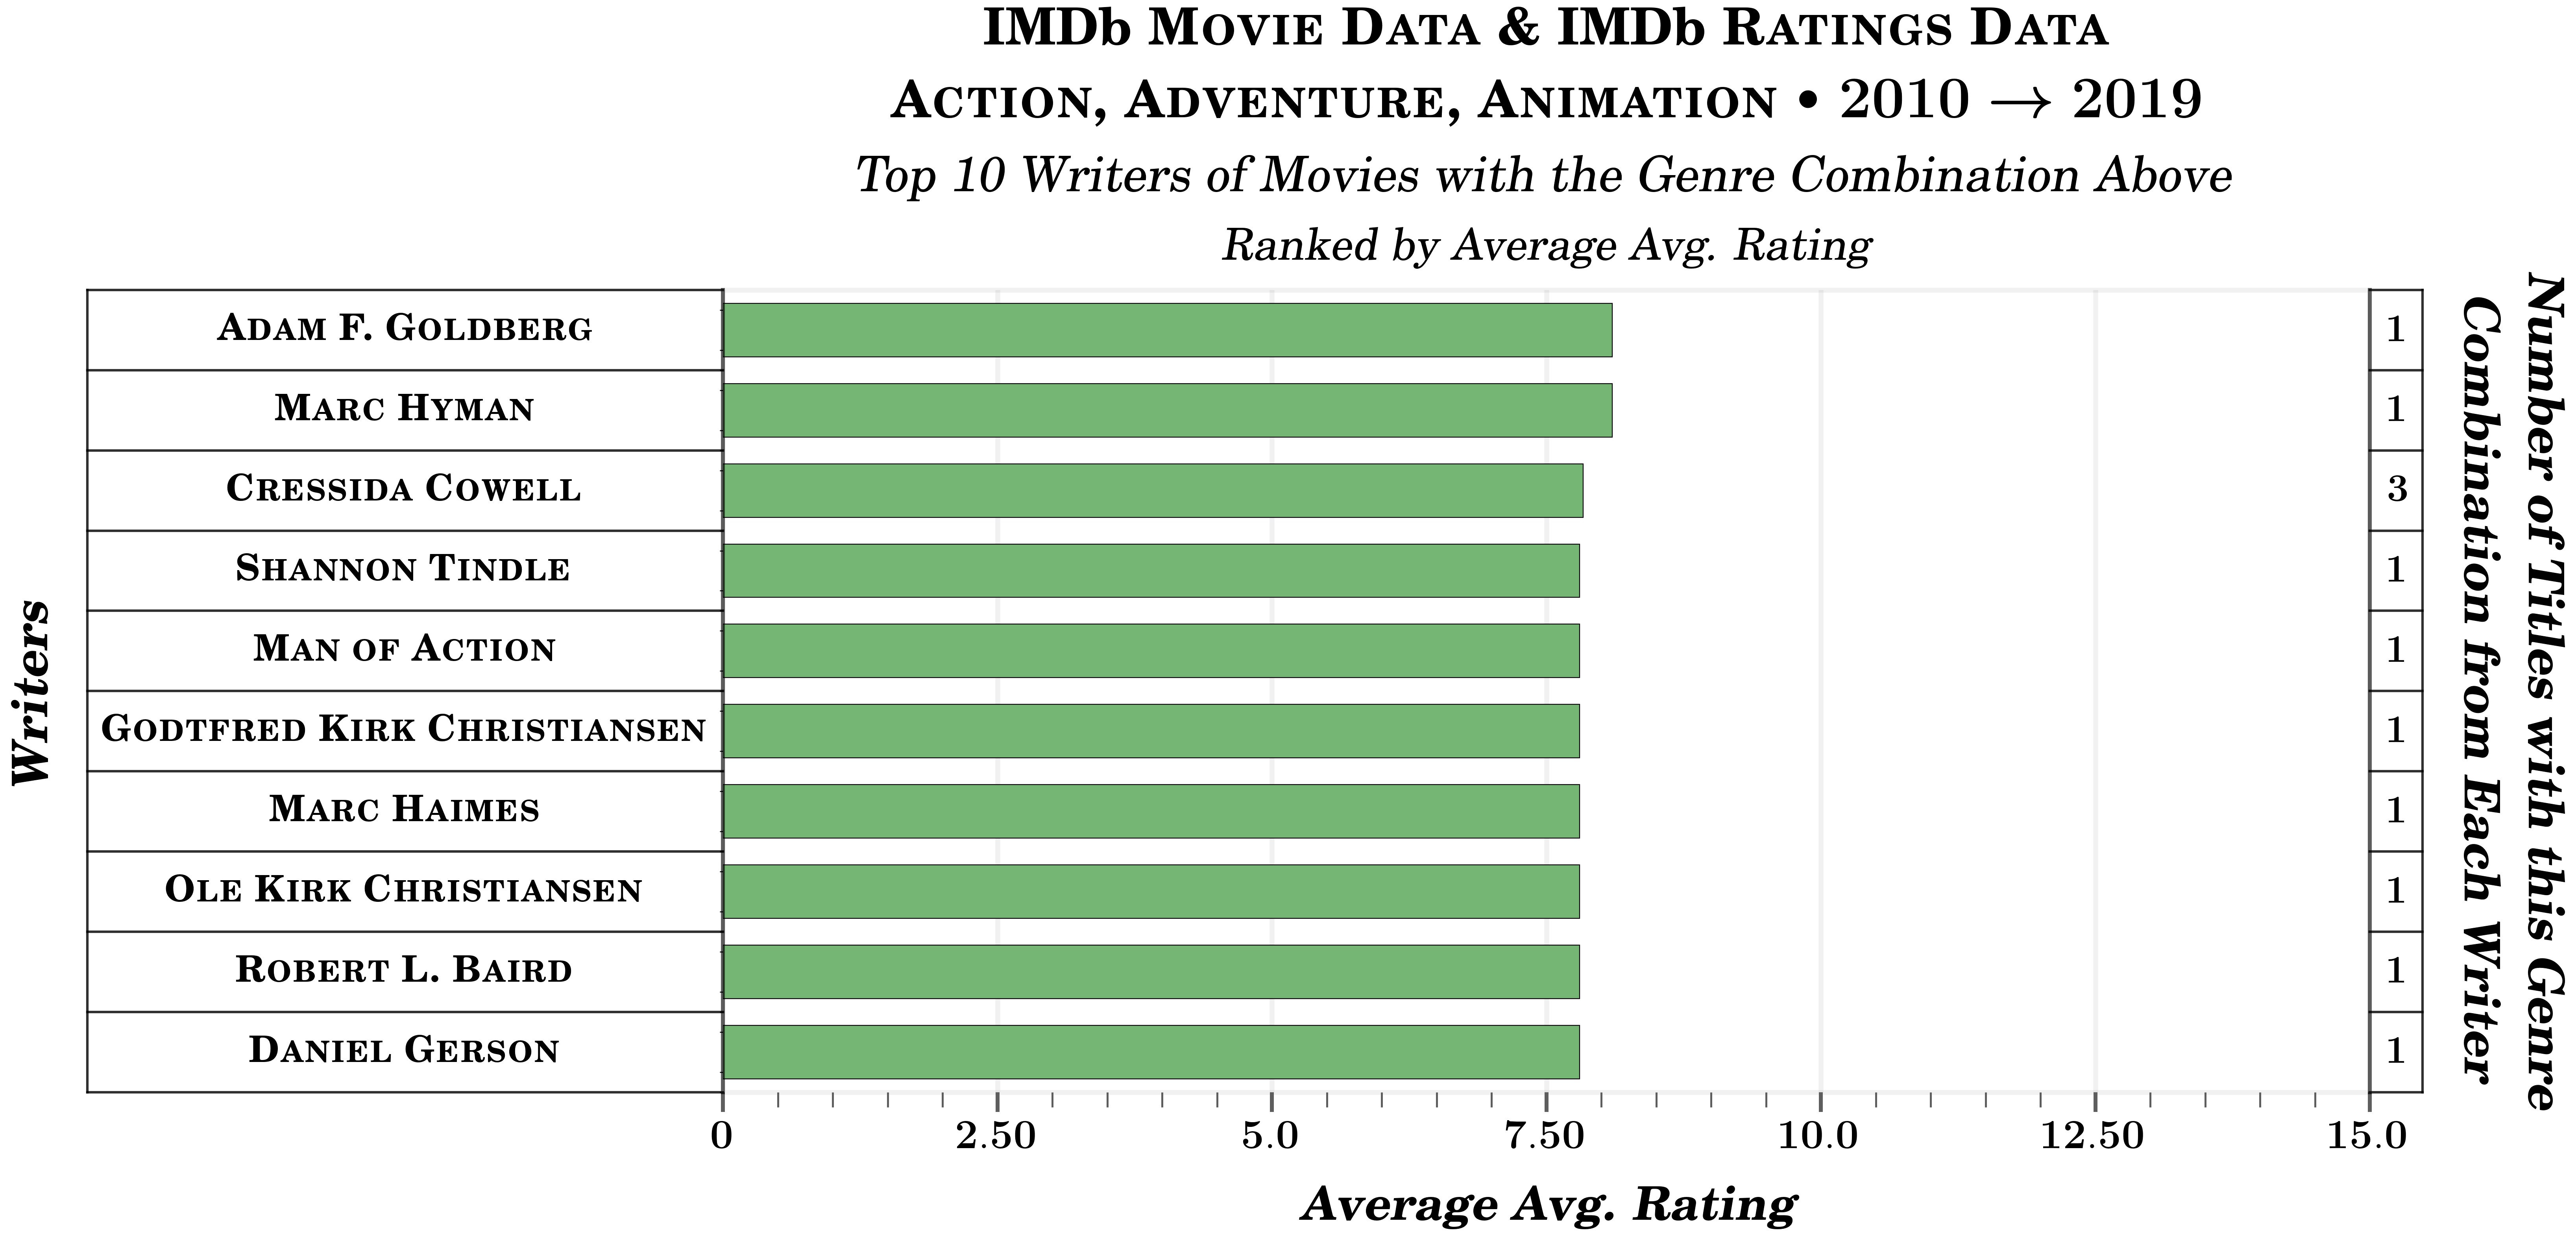 IMDb Movie Data & IMDb Ratings Data
Action, Adventure, Animation • 2010 → 2019
Top 10 Writers of Movies with the Genre Combination Above
Ranked by Average Avg. Rating
Writers
Adam F. Goldberg
Marc Hyman
Cressida Cowell
Shannon Tindle
Man of Action
Godtfred Kirk Christiansen
Marc Haimes
Ole Kirk Christiansen
Robert L. Baird
Daniel Gerson
0 2.50 5.0 7.50 10.0 12.50 15.0
Average Avg. Rating
1
1
3
1
1
1
1
1
1
1
Number of Titles with this Genre
Combination from Each Writer